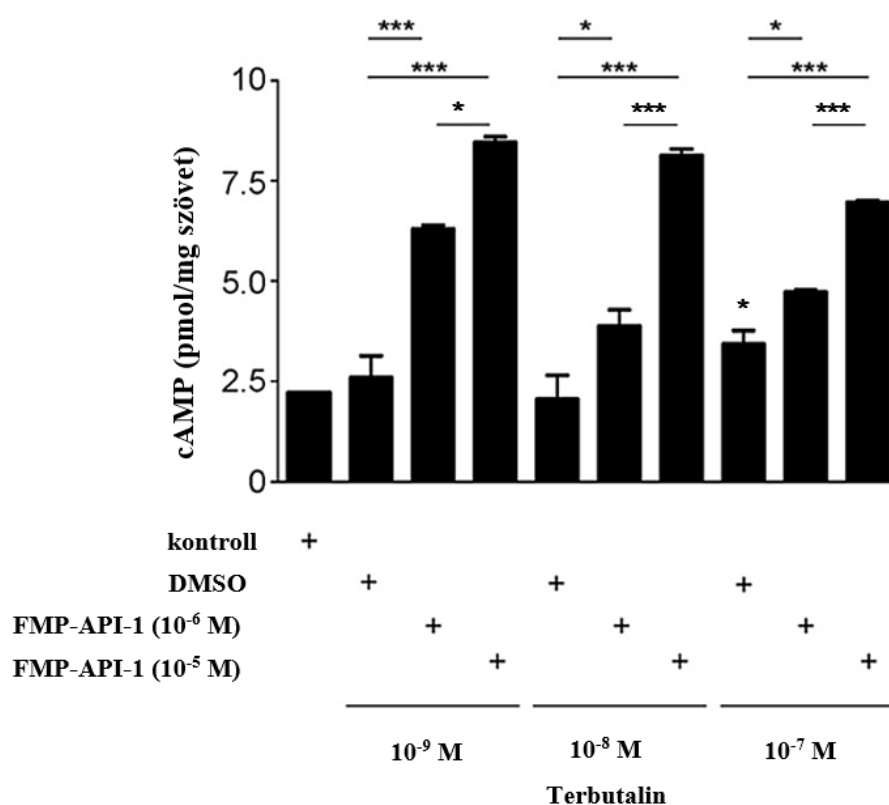 *** * *
*** *** ***
* *** ***
10
7.5
5.0
2.5
0
cAMP (pmol/mg szövet)
*
kontroll +
DMSO + + +
FMP-API-1 (10⁻⁶ M) + + +
FMP-API-1 (10⁻⁵ M) + + +
10⁻⁹ M 10⁻⁸ M 10⁻⁷ M
Terbutalin